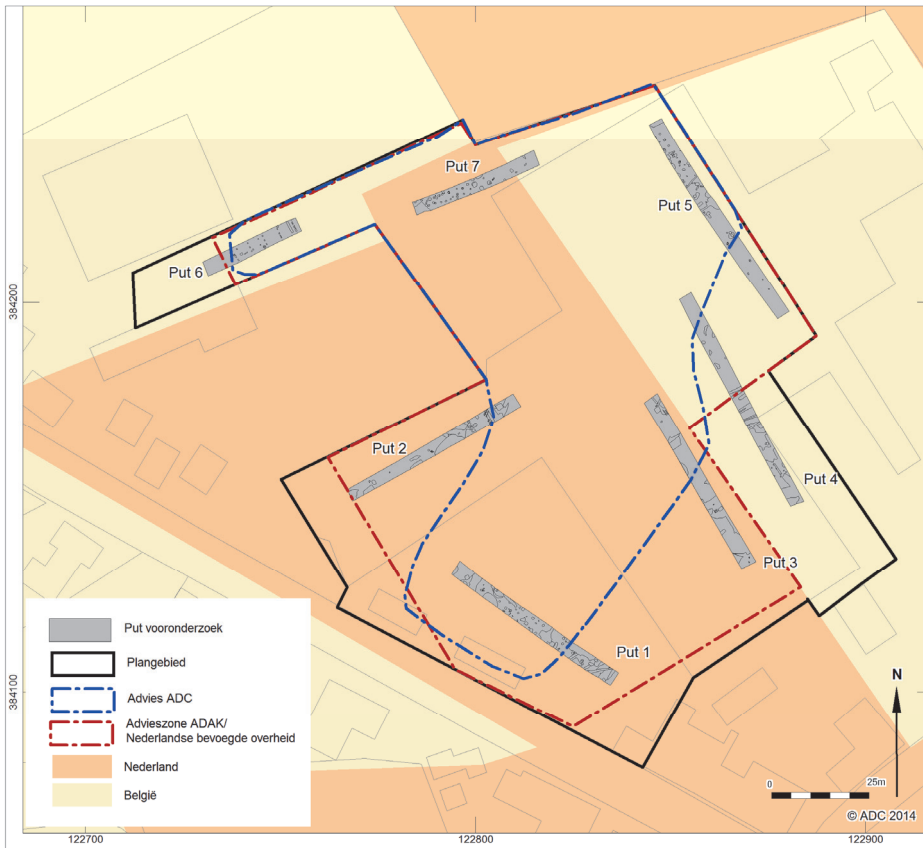 Put 7
Put 5
Put 6
384200
Put 2
Put 4
Put 3
Put 1
Put vooronderzoek
Plangebied
Advies ADC
Advieszone ADAK/
Nederlandse bevoegde overheid
Nederland
België
384100
N
0 25m
© ADC 2014
122700 122800 122900